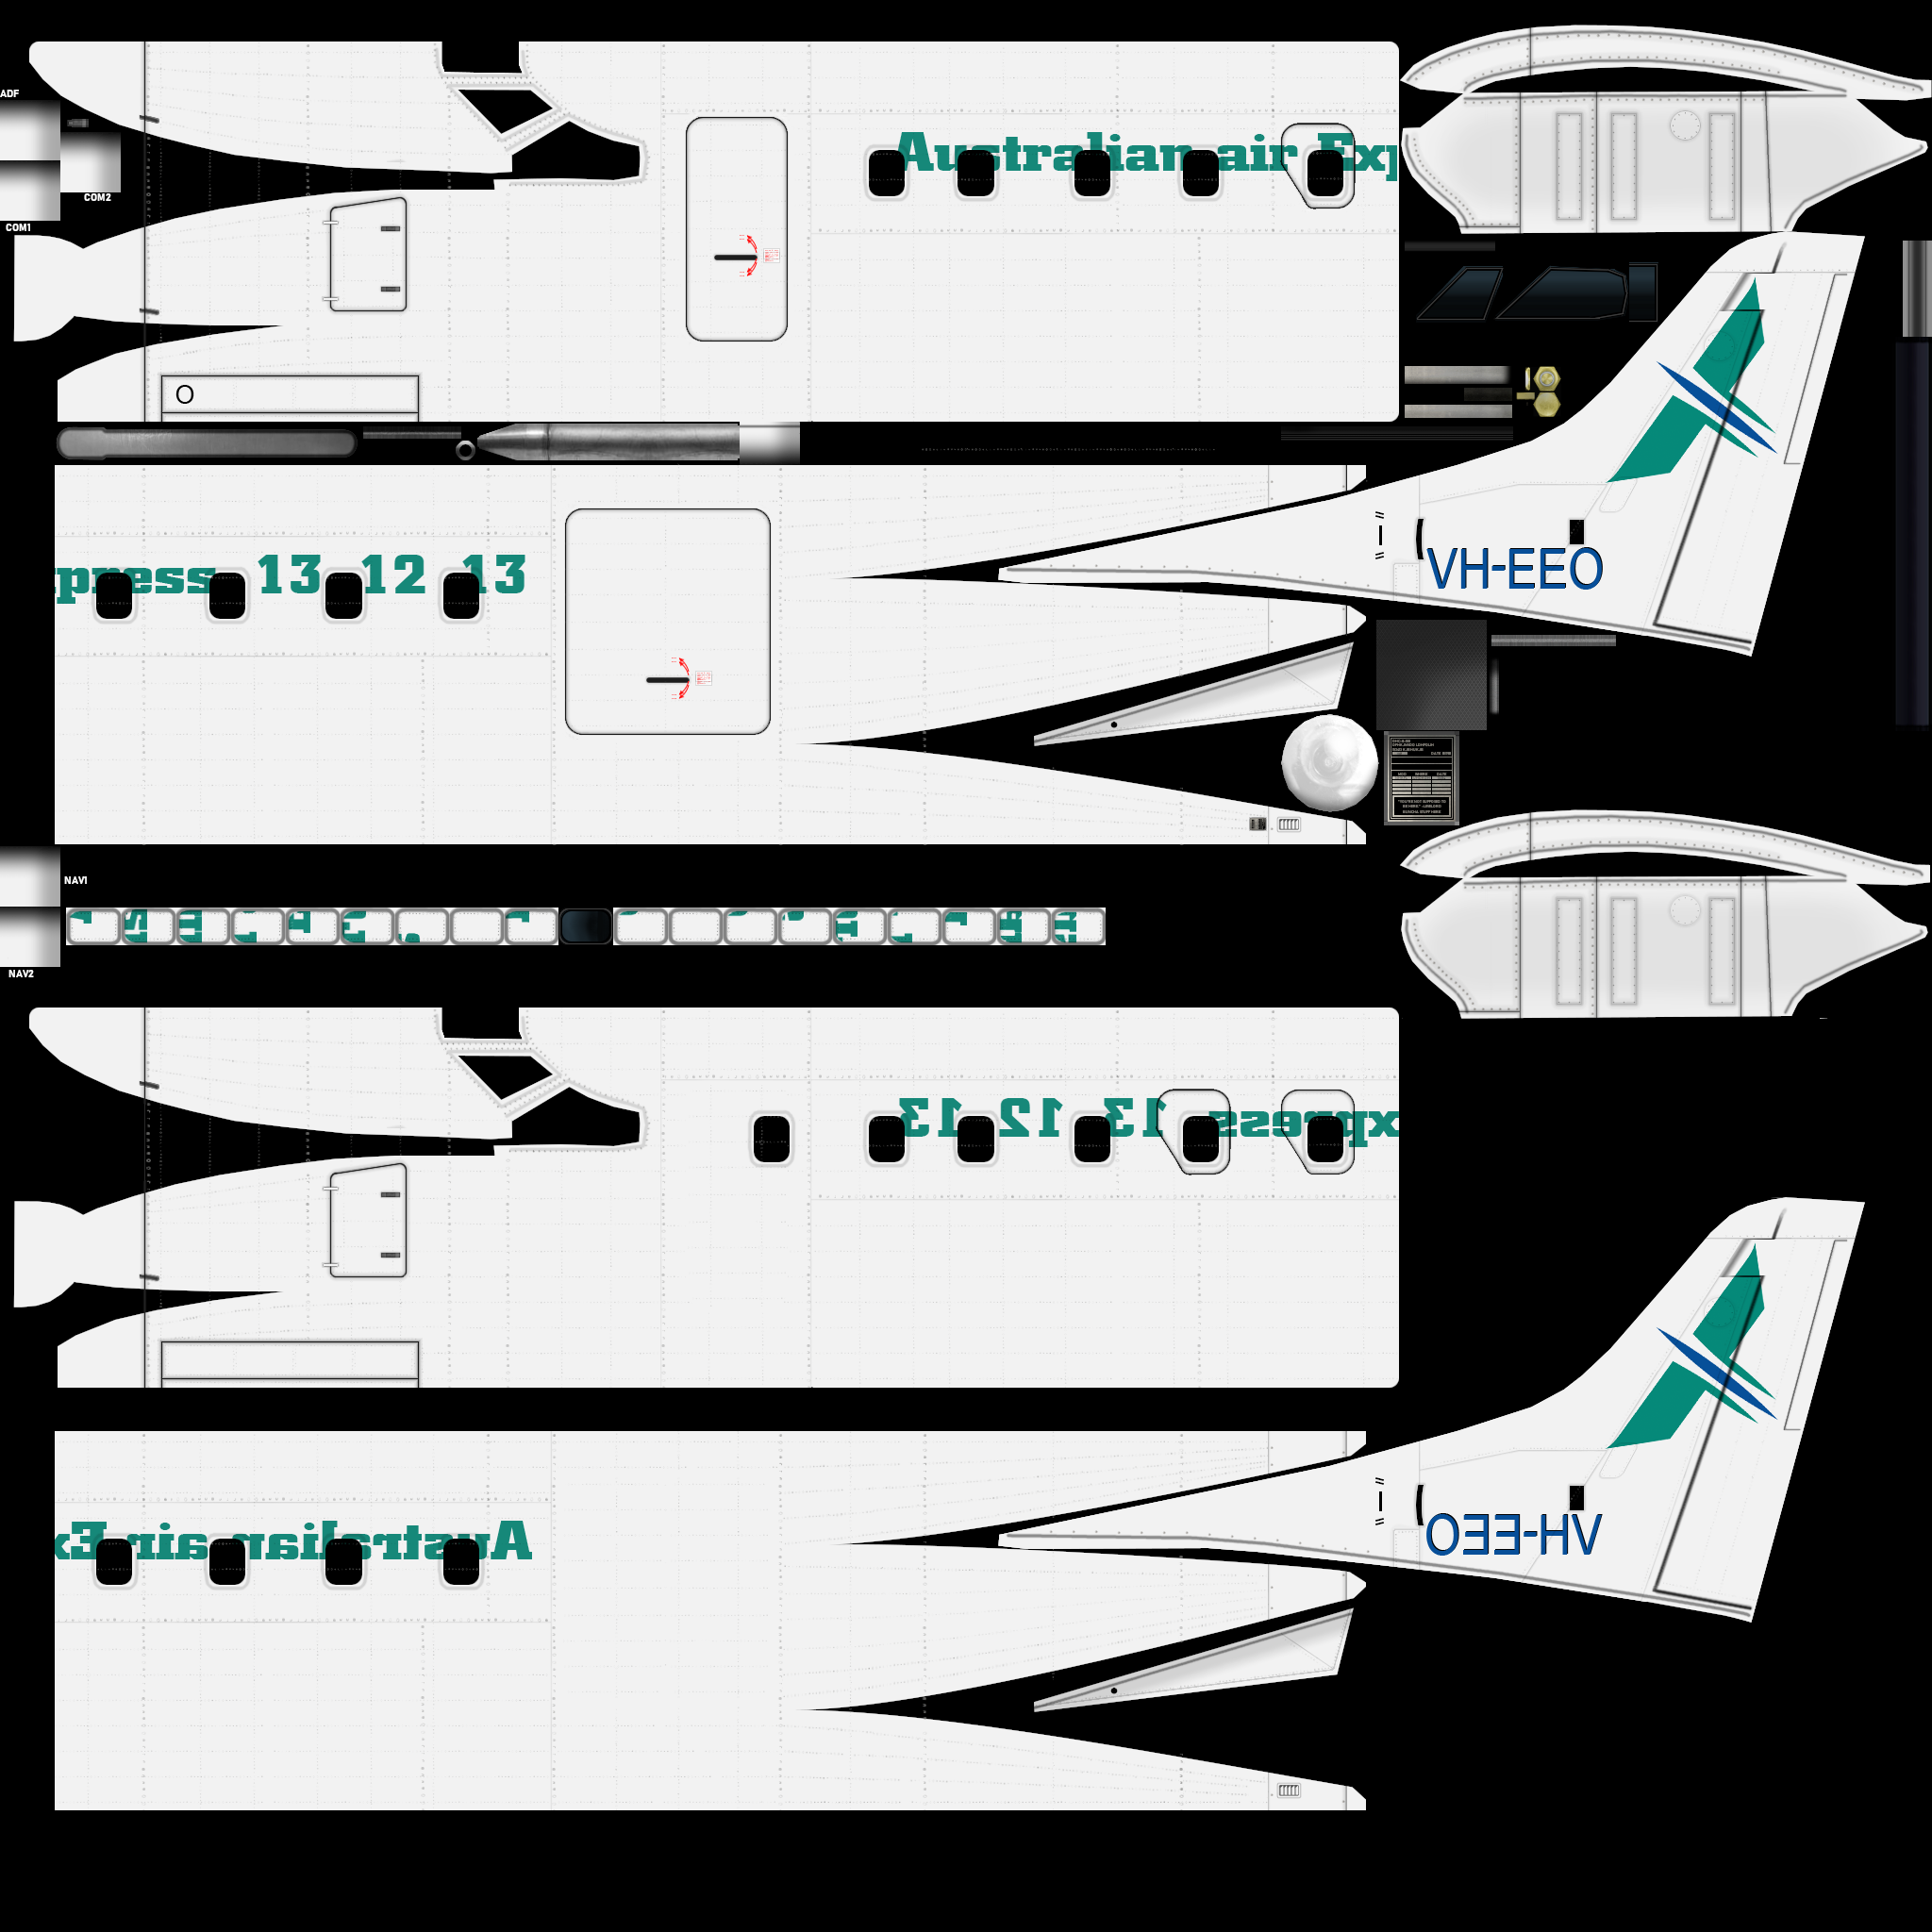 ADF
COM2
COM1
Australian air Exp
O
press 13 12 13
VH-EEO
NAV1
NAV2
xpress 13 12 13
Australian air Ex
VH-EEO